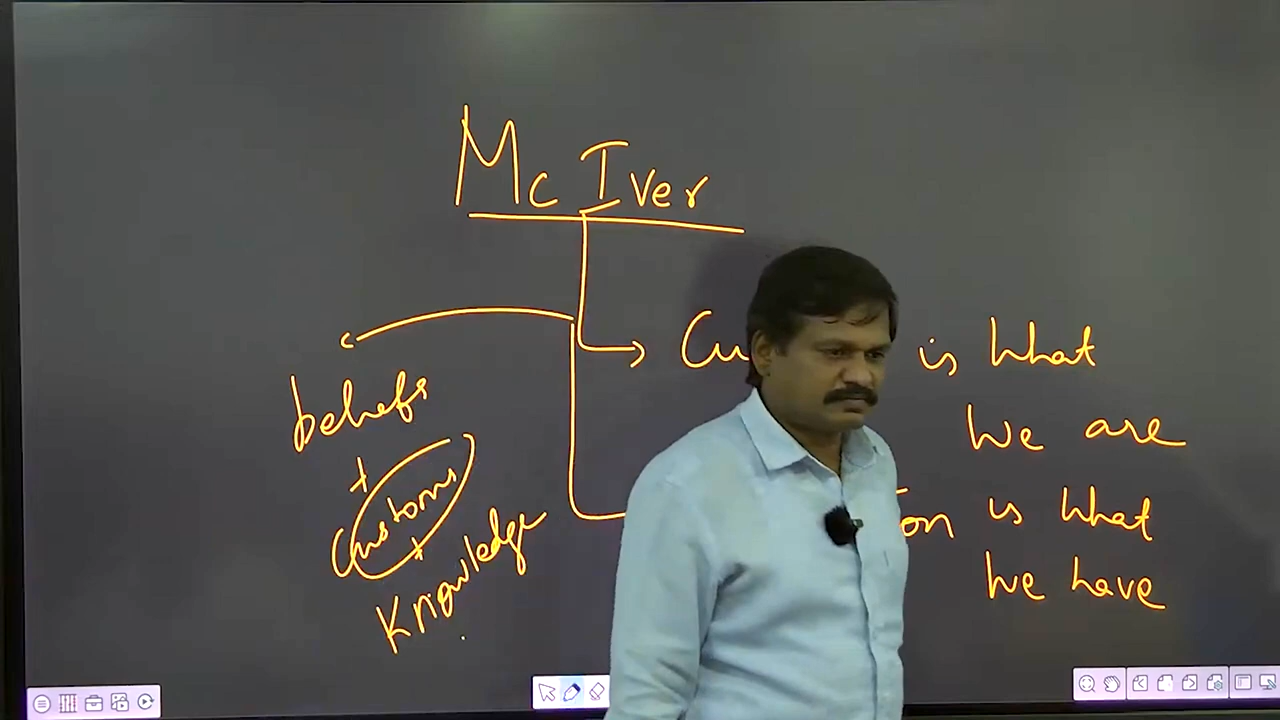 Mc Iver
beliefs
+
Customs
+
Knowledge
Cu is what
we are
on is what
we have